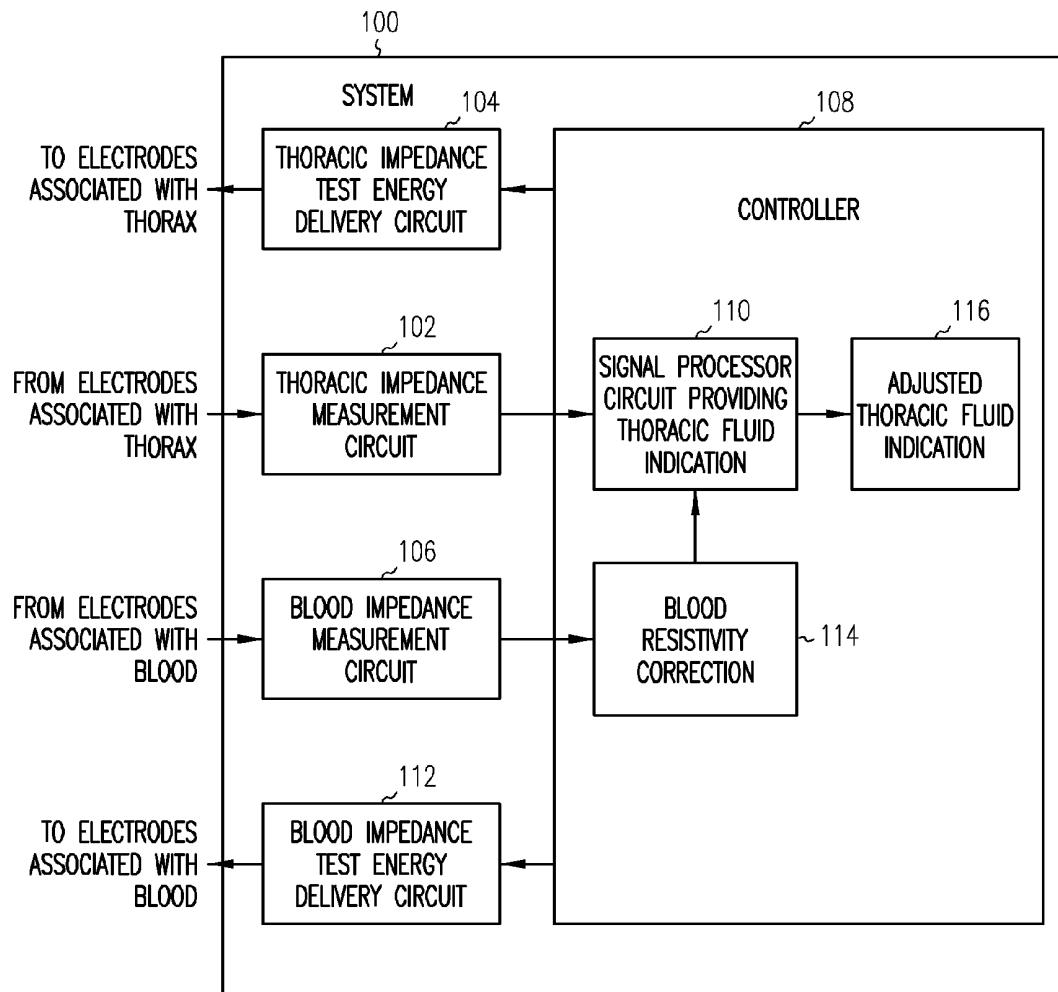 100
SYSTEM
104
108
TO ELECTRODES
ASSOCIATED WITH
THORAX
THORACIC IMPEDANCE
TEST ENERGY
DELIVERY CIRCUIT
CONTROLLER
102
110
116
FROM ELECTRODES
ASSOCIATED WITH
THORAX
THORACIC IMPEDANCE
MEASUREMENT
CIRCUIT
SIGNAL PROCESSOR
CIRCUIT PROVIDING
THORACIC FLUID
INDICATION
ADJUSTED
THORACIC FLUID
INDICATION
106
FROM ELECTRODES
ASSOCIATED WITH
BLOOD
BLOOD IMPEDANCE
MEASUREMENT
CIRCUIT
BLOOD
RESISTIVITY
CORRECTION
114
112
TO ELECTRODES
ASSOCIATED WITH
BLOOD
BLOOD IMPEDANCE
TEST ENERGY
DELIVERY CIRCUIT